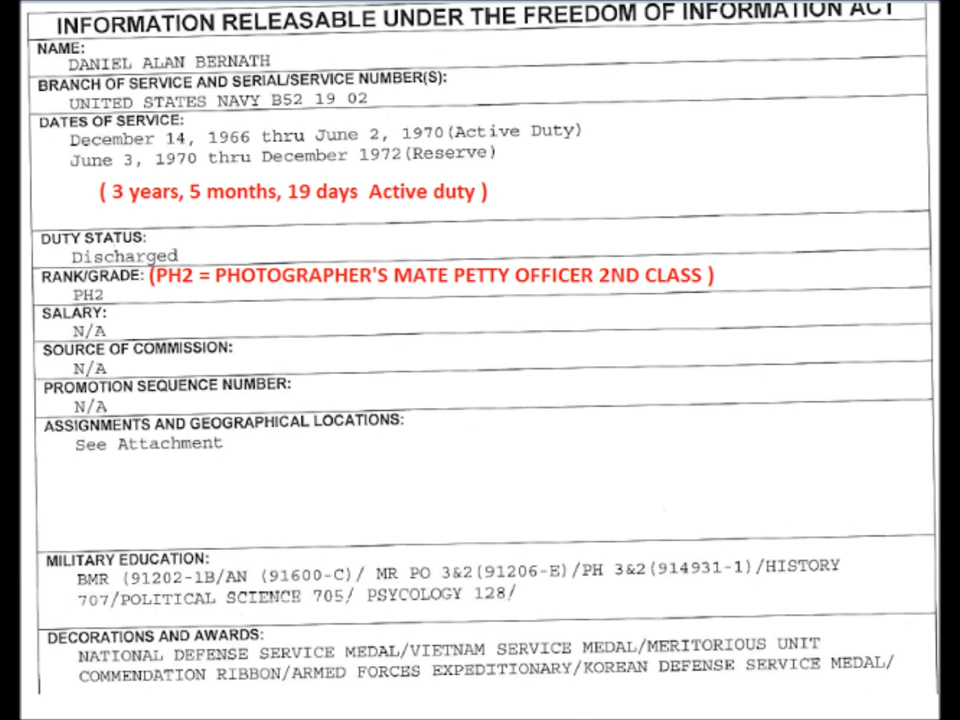 INFORMATION RELEASABLE UNDER THE FREEDOM OF INFORMATION ACT
NAME:
DANIEL ALAN BERNATH
BRANCH OF SERVICE AND SERIAL/SERVICE NUMBER(S):
UNITED STATES NAVY B52 19 02
DATES OF SERVICE:
December 14, 1966 thru June 2, 1970(Active Duty)
June 3, 1970 thru December 1972(Reserve)
( 3 years, 5 months, 19 days Active duty )
DUTY STATUS:
Discharged
RANK/GRADE: (PH2 = PHOTOGRAPHER'S MATE PETTY OFFICER 2ND CLASS )
PH2
SALARY:
N/A
SOURCE OF COMMISSION:
N/A
PROMOTION SEQUENCE NUMBER:
N/A
ASSIGNMENTS AND GEOGRAPHICAL LOCATIONS:
See Attachment
MILITARY EDUCATION:
BMR (91202-1B/AN (91600-C)/ MR PO 3&2(91206-E)/PH 3&2(914931-1)/HISTORY
707/POLITICAL SCIENCE 705/ PSYCOLOGY 128/
DECORATIONS AND AWARDS:
NATIONAL DEFENSE SERVICE MEDAL/VIETNAM SERVICE MEDAL/MERITORIOUS UNIT
COMMENDATION RIBBON/ARMED FORCES EXPEDITIONARY/KOREAN DEFENSE SERVICE MEDAL/